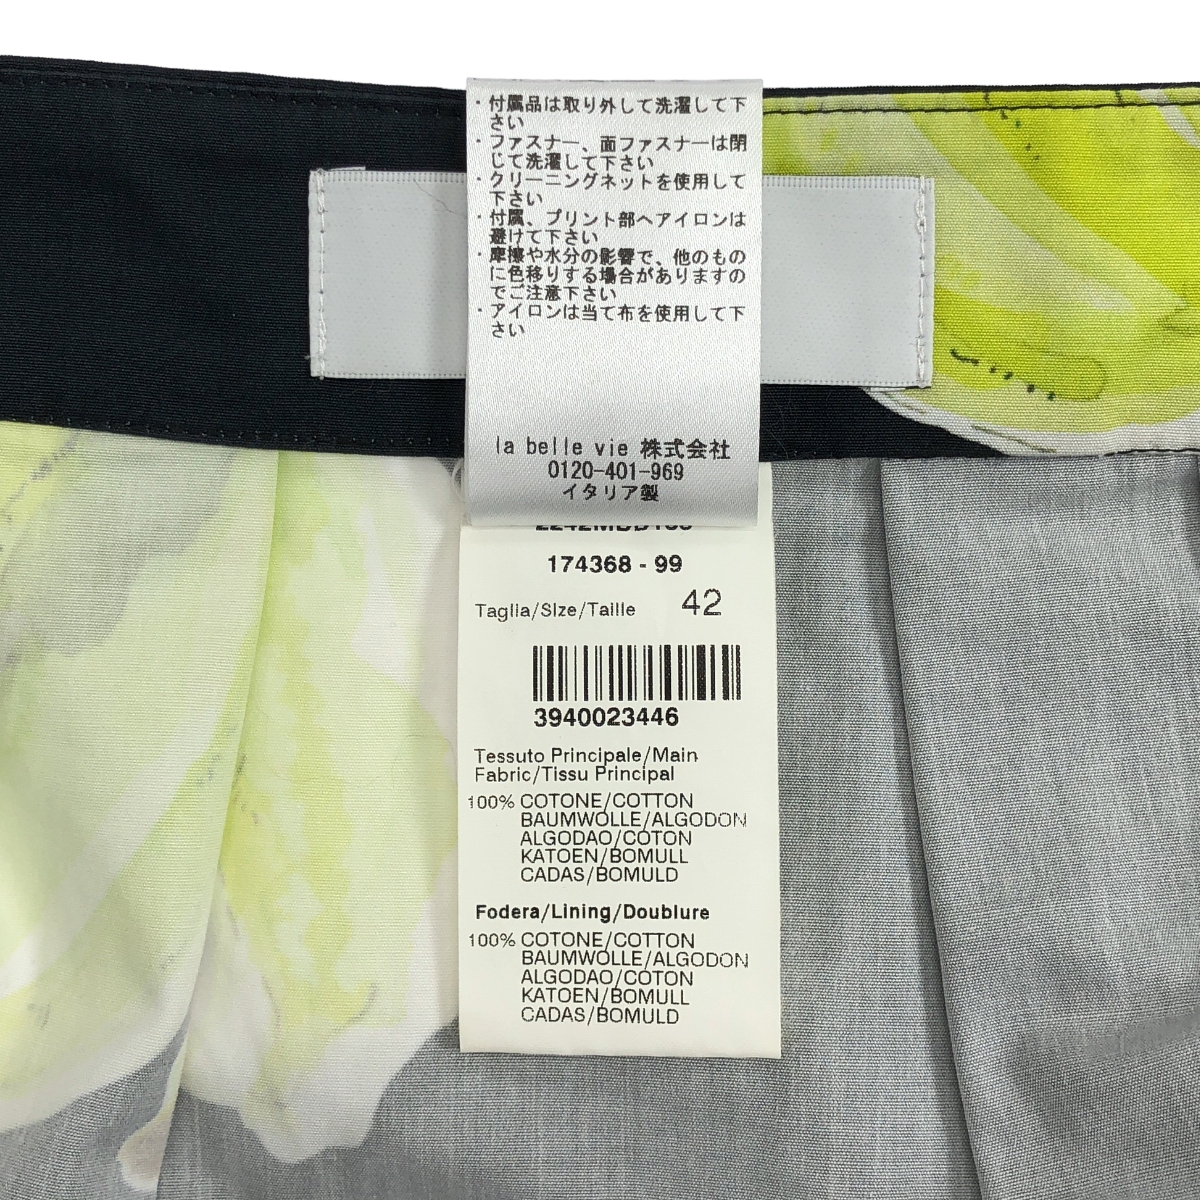 ・付属品は取り外して洗濯して下
さい
・ファスナー、面ファスナーは閉
じて洗濯して下さい
・クリーニングネットを使用して
下さい
・付属、プリント部へアイロンは
避けて下さい
・摩擦や水分の影響で、他のもの
に色移りする場合がありますの
でご注意下さい
・アイロンは当て布を使用して下
さい
la belle vie 株式会社
0120-401-969
イタリア製
174368 - 99
Taglia/Size/Taille 42
3940023446
Tessuto Principale/Main
Fabric/Tissu Principal
100% COTONE/COTTON
BAUMWOLLE/ALGODON
ALGODAO/COTON
KATOEN/BOMULL
CADAS/BOMULD
Fodera/Lining/Doublure
100% COTONE/COTTON
BAUMWOLLE/ALGODON
ALGODAO/COTON
KATOEN/BOMULL
CADAS/BOMULD